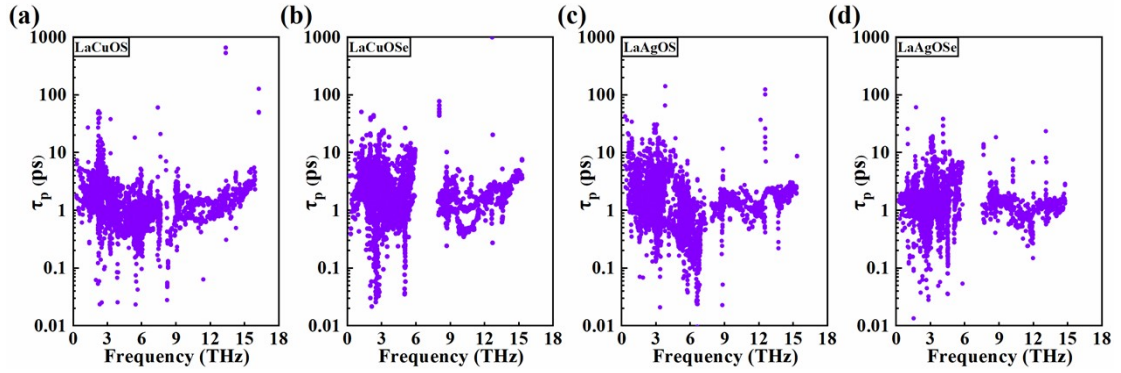 (a)
LaCuOS
1000
100
10
1
0.1
0.01
τp (ps)
0 3 6 9 12 15 18
Frequency (THz)
(b)
LaCuOSe
1000
100
10
1
0.1
0.01
τp (ps)
0 3 6 9 12 15 18
Frequency (THz)
(c)
LaAgOS
1000
100
10
1
0.1
0.01
τp (ps)
0 3 6 9 12 15 18
Frequency (THz)
(d)
LaAgOSe
1000
100
10
1
0.1
0.01
τp (ps)
0 3 6 9 12 15 18
Frequency (THz)